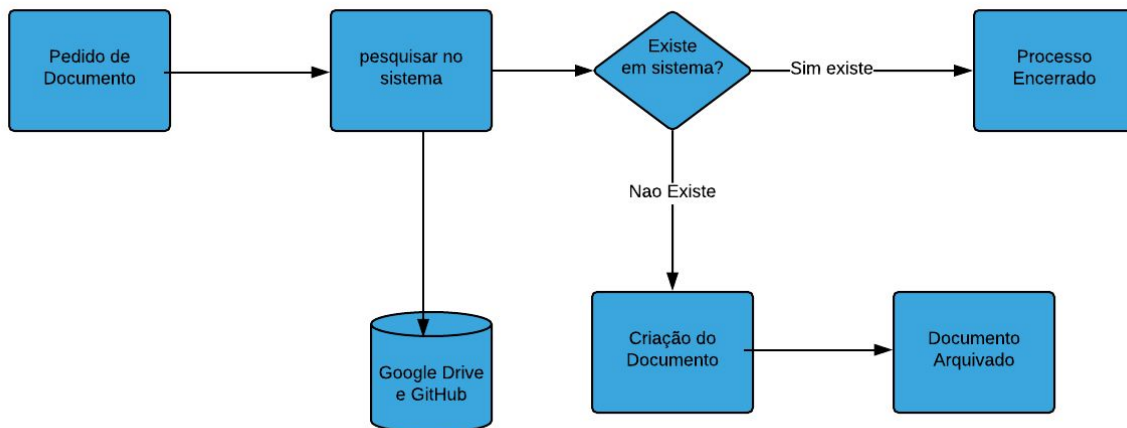 Pedido de
Documento
pesquisar no
sistema
Existe
em sistema?
Sim existe
Processo
Encerrado
Nao Existe
Google Drive
e GitHub
Criação do
Documento
Documento
Arquivado